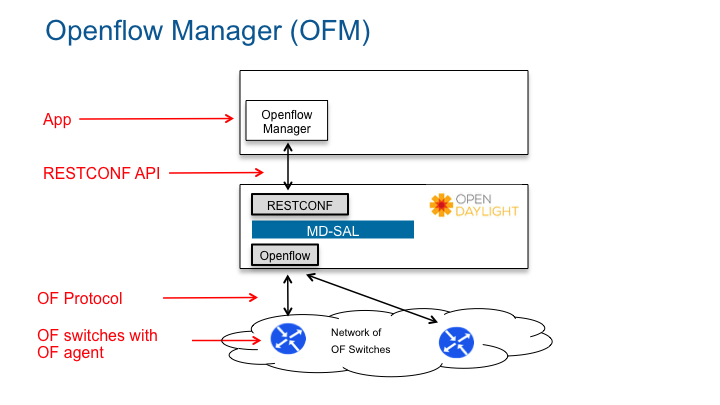 Openflow Manager (OFM)
App
Openflow
Manager
RESTCONF API
RESTCONF
OPEN
DAYLIGHT
MD-SAL
Openflow
OF Protocol
OF switches with
OF agent
Network of
OF Switches